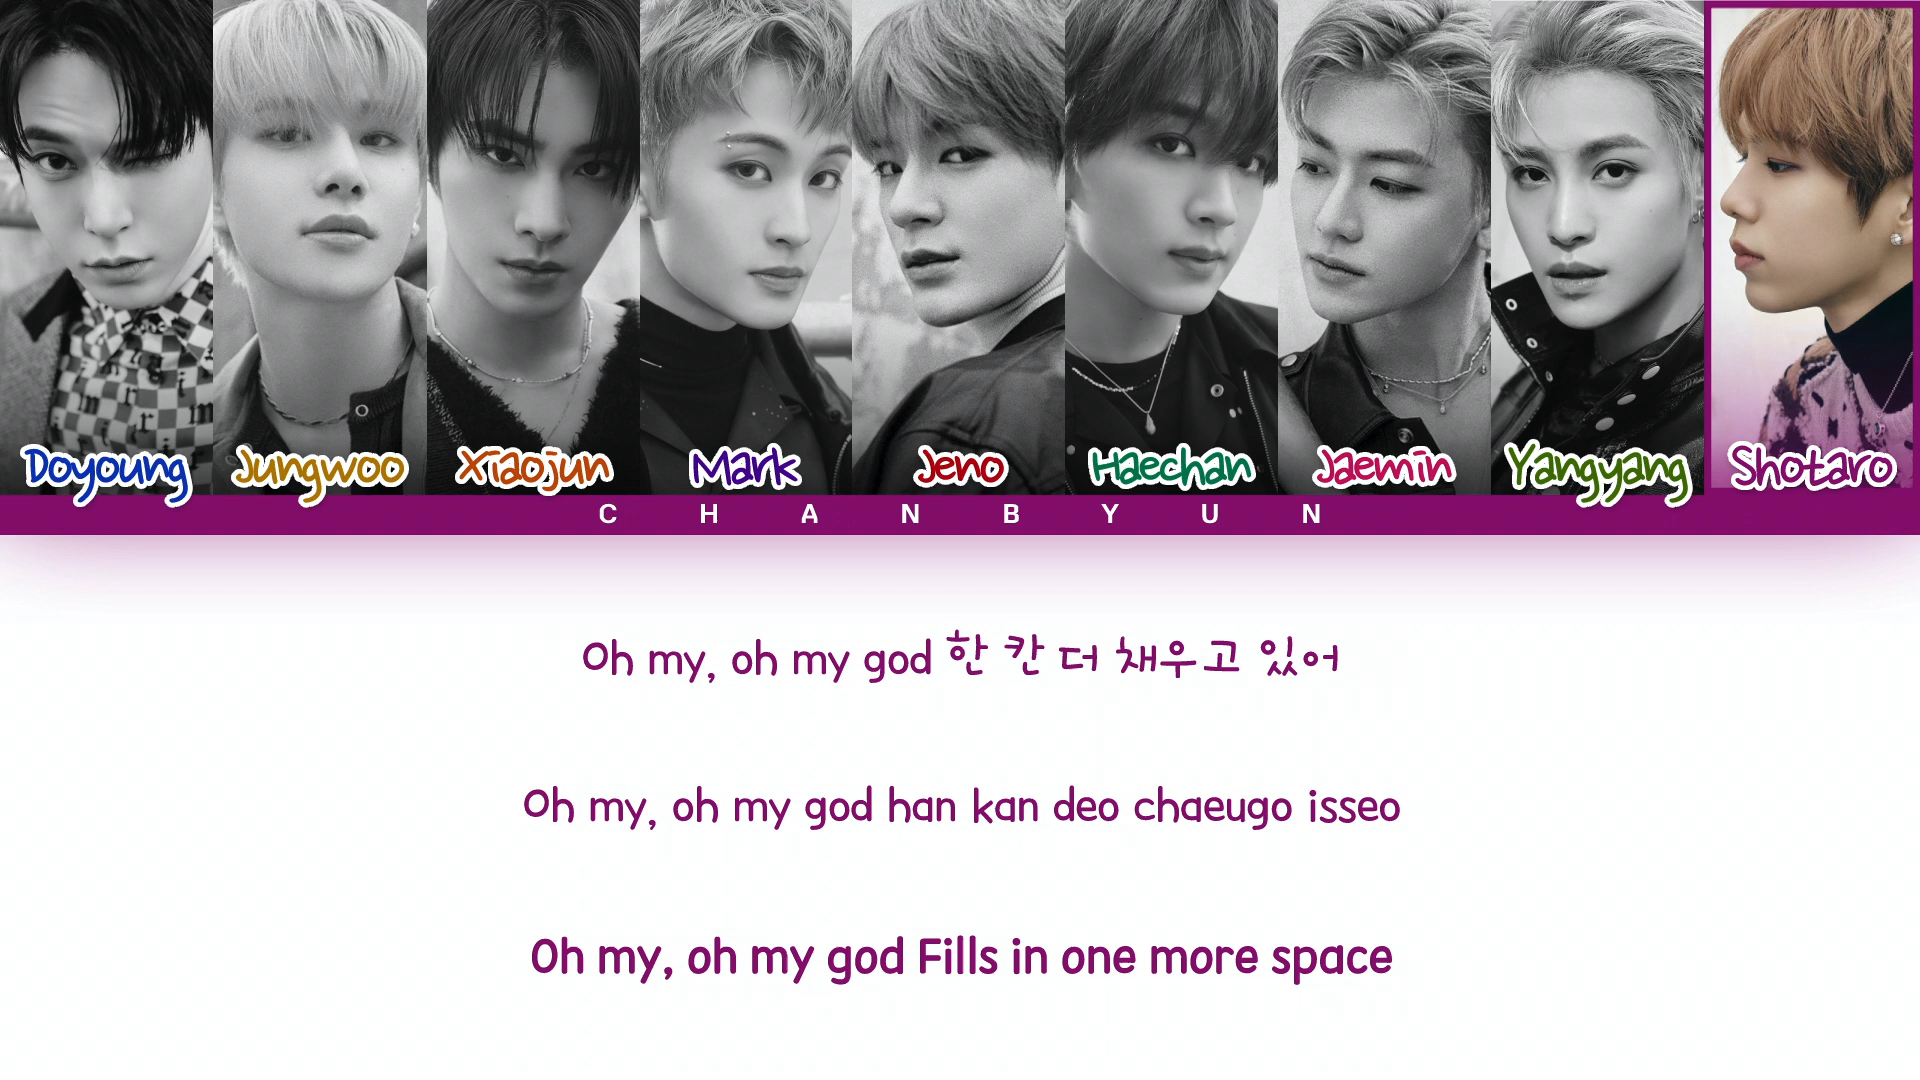 Doyoung Jungwoo Xiaojun Mark Jeno Haechan Jaemin Yangyang Shotaro
CHANBYUN
Oh my, oh my god 한 칸 더 채우고 있어
Oh my, oh my god han kan deo chaeugo isseo
Oh my, oh my god Fills in one more space